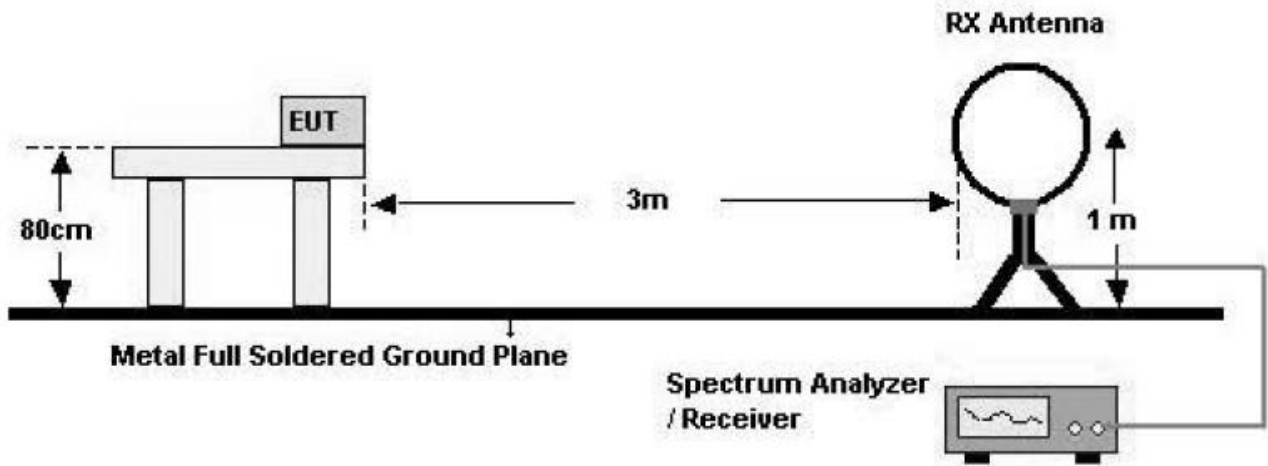 RX Antenna
EUT
80cm
3m
1 m
Metal Full Soldered Ground Plane
Spectrum Analyzer
/ Receiver